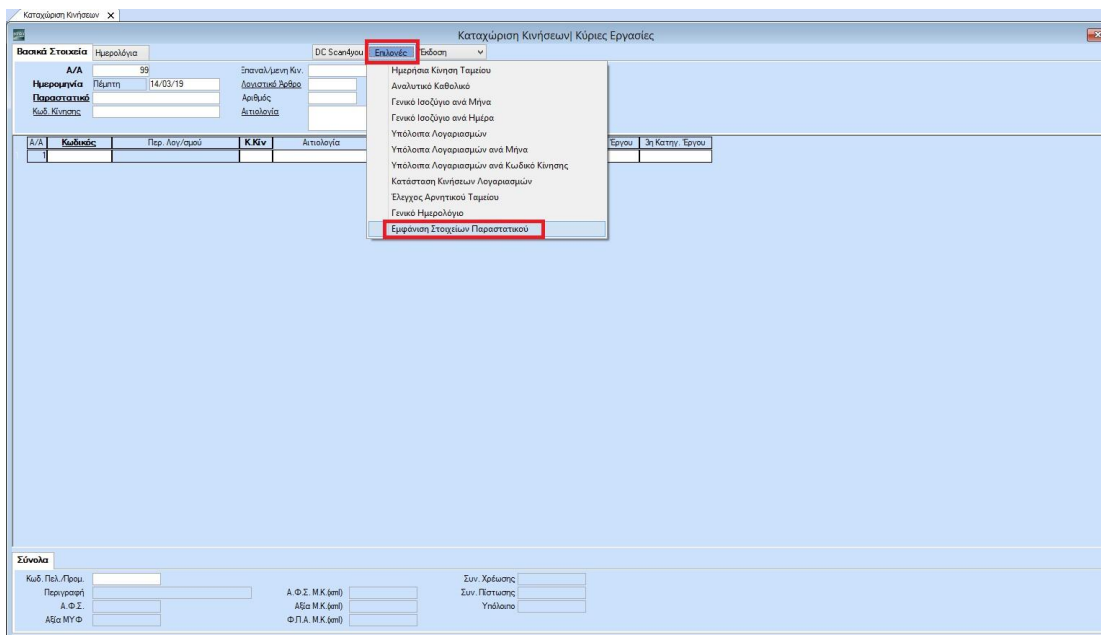 Καταχώριση Κινήσεων X
Καταχώριση Κινήσεων| Κύριες Εργασίες
Βασικά Στοιχεία Ημερολόγια DC Scan4you Επιλογές Έκδοση
Α/Α 99 Επαναλ/μενη Κιν.
Ημερομηνία Πέμπτη 14/03/19 Λογιστικό Άρθρο
Παραστατικό Αριθμός
Κωδ. Κίνησης Αιτιολογία
Ημερήσια Κίνηση Ταμείου
Αναλυτικό Καθολικό
Γενικό Ισοζύγιο ανά Μήνα
Γενικό Ισοζύγιο ανά Ημέρα
Υπόλοιπα Λογαριασμών
Υπόλοιπα Λογαριασμών ανά Μήνα
Υπόλοιπα Λογαριασμών ανά Κωδικό Κίνησης
Κατάσταση Κινήσεων Λογαριασμών
Έλεγχος Αρνητικού Ταμείου
Γενικό Ημερολόγιο
Εμφάνιση Στοιχείων Παραστατικού
Α/Α Κωδικός Περ. Λογ/σμού Κ.Κίν Αιτιολογία Έργου 3η Κατηγ. Έργου
1
Σύνολα
Κωδ. Πελ./Προμ. Συν. Χρέωσης
Περιγραφή Α.Φ.Σ. Μ.Κ.(xml) Συν. Πίστωσης
Α.Φ.Σ. Αξία Μ.Κ.(xml) Υπόλοιπο
Αξία ΜΥΦ Φ.Π.Α. Μ.Κ.(xml)